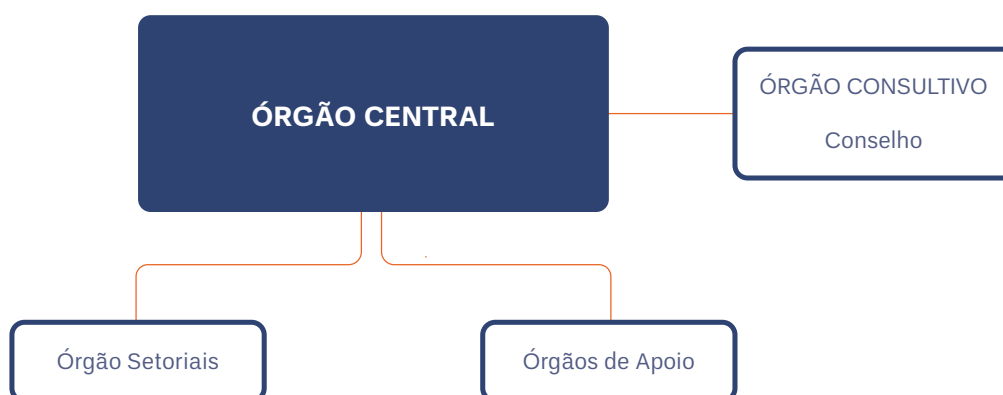 ÓRGÃO CENTRAL
ÓRGÃO CONSULTIVO
Conselho
Órgão Setoriais
Órgãos de Apoio